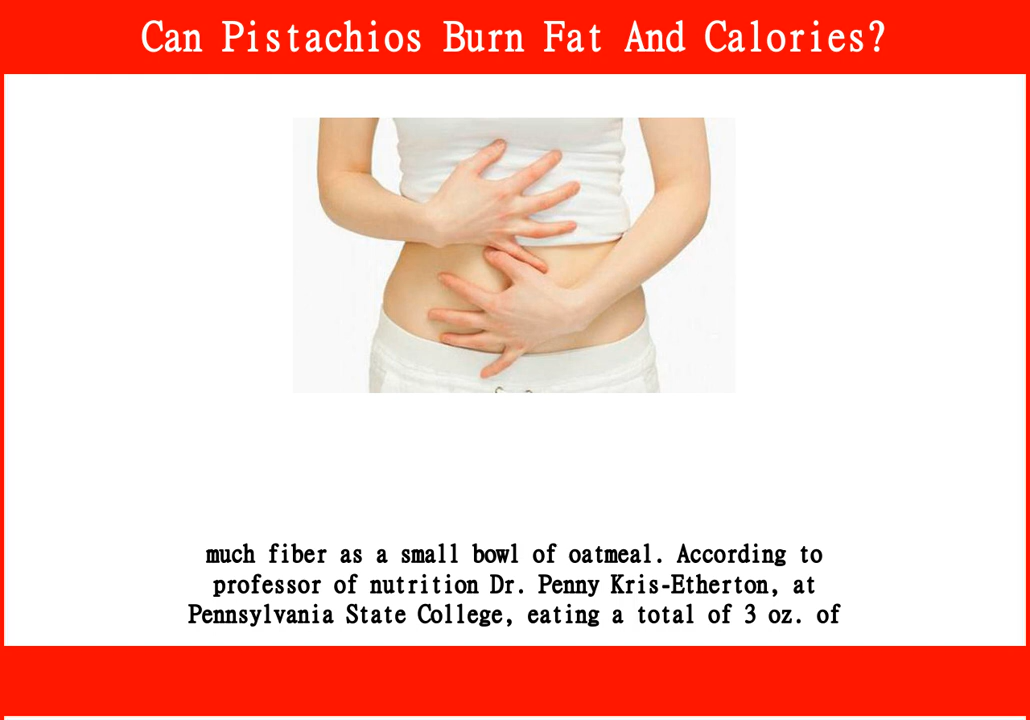 Can Pistachios Burn Fat And Calories?
much fiber as a small bowl of oatmeal. According to
professor of nutrition Dr. Penny Kris-Etherton, at
Pennsylvania State College, eating a total of 3 oz. of